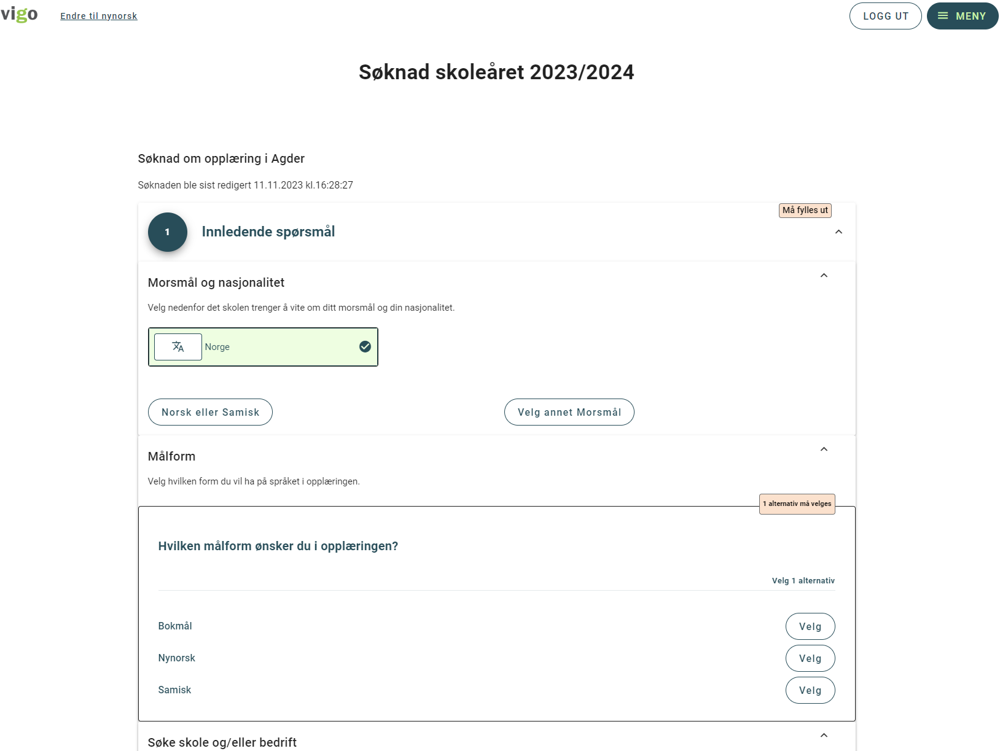 vigo
Endre til nynorsk
LOGG UT
MENY
Søknad skoleåret 2023/2024
Søknad om opplæring i Agder
Søknaden ble sist redigert 11.11.2023 kl.16:28:27
Må fylles ut
1
Innledende spørsmål
Morsmål og nasjonalitet
Velg nedenfor det skolen trenger å vite om ditt morsmål og din nasjonalitet.
Norge
Norsk eller Samisk
Velg annet Morsmål
Målform
Velg hvilken form du vil ha på språket i opplæringen.
1 alternativ må velges
Hvilken målform ønsker du i opplæringen?
Velg 1 alternativ
Bokmål
Velg
Nynorsk
Velg
Samisk
Velg
Søke skole og/eller bedrift